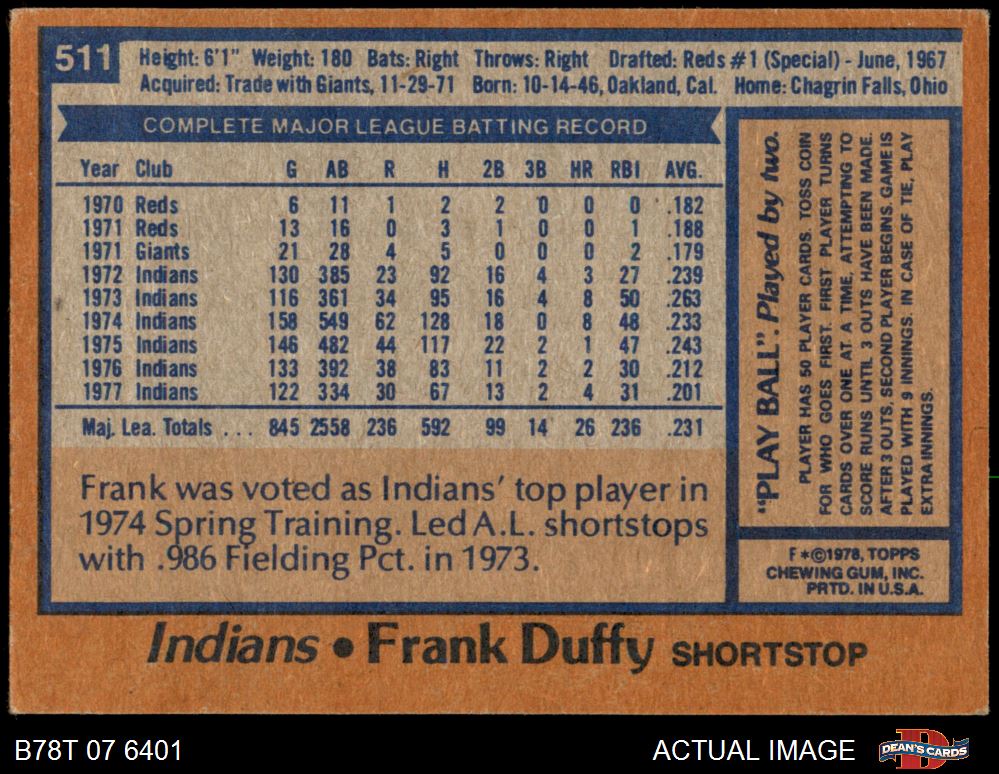 511
Height: 6'1" Weight: 180 Bats: Right Throws: Right Drafted: Reds #1 (Special) - June, 1967
Acquired: Trade with Giants, 11-29-71 Born: 10-14-46, Oakland, Cal. Home: Chagrin Falls, Ohio
COMPLETE MAJOR LEAGUE BATTING RECORD
Year Club G AB R H 2B 3B HR RBI AVG.
1970 Reds 6 11 1 2 2 0 0 0 .182
1971 Reds 13 16 0 3 1 0 0 1 .188
1971 Giants 21 28 4 5 0 0 0 2 .179
1972 Indians 130 385 23 92 16 4 3 27 .239
1973 Indians 116 361 34 95 16 4 8 50 .263
1974 Indians 158 549 62 128 18 0 8 48 .233
1975 Indians 146 482 44 117 22 2 1 47 .243
1976 Indians 133 392 38 83 11 2 2 30 .212
1977 Indians 122 334 30 67 13 2 4 31 .201
Maj. Lea. Totals ... 845 2558 236 592 99 14 26 236 .231
Frank was voted as Indians' top player in
1974 Spring Training. Led A.L. shortstops
with .986 Fielding Pct. in 1973.
"PLAY BALL". Played by two.
PLAYER HAS 50 PLAYER CARDS. TOSS COIN
FOR WHO GOES FIRST. FIRST PLAYER TURNS
CARDS OVER ONE AT A TIME, ATTEMPTING TO
SCORE RUNS UNTIL 3 OUTS HAVE BEEN MADE.
AFTER 3 OUTS, SECOND PLAYER BEGINS. GAME IS
PLAYED WITH 9 INNINGS. IN CASE OF TIE, PLAY
EXTRA INNINGS.
F*©1978, TOPPS
CHEWING GUM, INC.
PRTD. IN U.S.A.
Indians • Frank Duffy SHORTSTOP
B78T 07 6401
ACTUAL IMAGE
DEAN'S CARDS